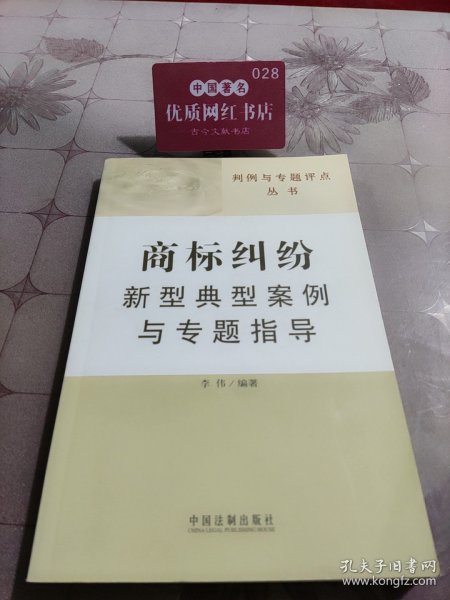 028
中国著名
优质网红书店
古今文献书店
判例与专题评点
丛书
商标纠纷
新型典型案例
与专题指导
李伟/编著
中国法制出版社
CHINA LEGAL PUBLISHING HOUSE
孔夫子旧书网
www.kongfz.com